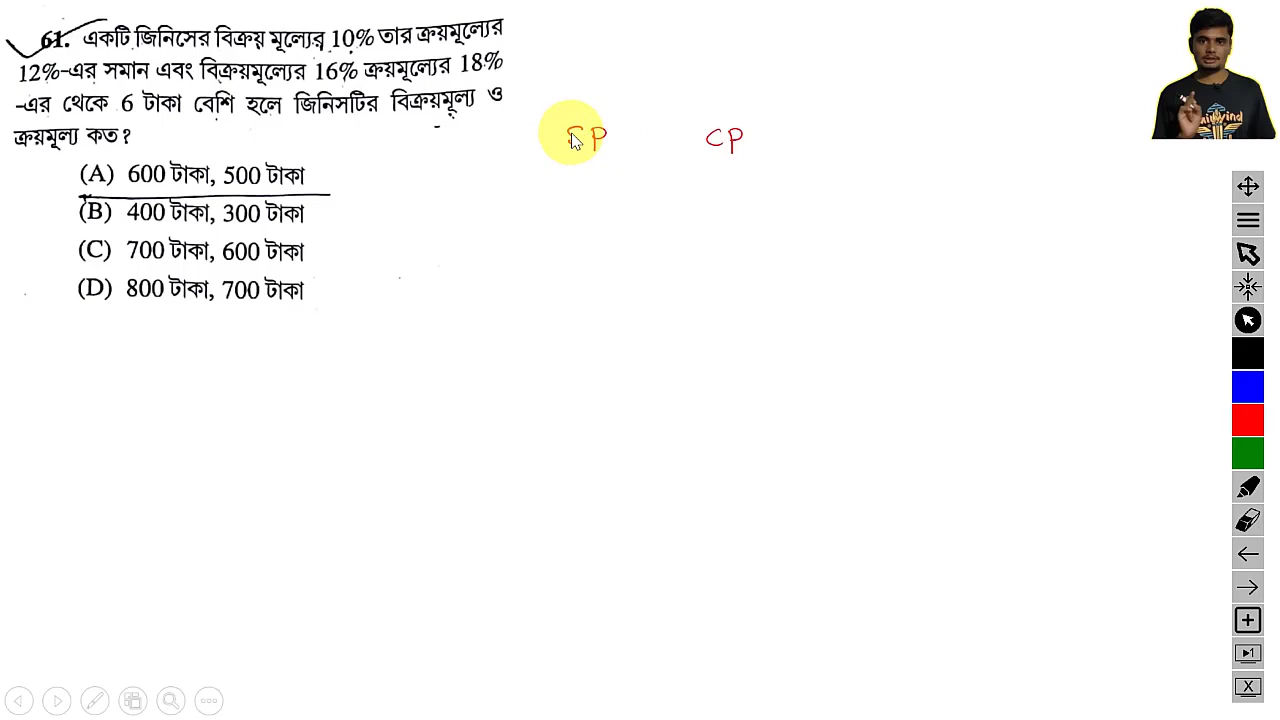 61. একটি জিনিসের বিক্রয় মূল্যের 10% তার ক্রয়মূল্যের
12%-এর সমান এবং বিক্রয়মূল্যের 16% ক্রয়মূল্যের 18%
-এর থেকে 6 টাকা বেশি হলে জিনিসটির বিক্রয়মূল্য ও
ক্রয়মূল্য কত?
SP CP
(A) 600 টাকা, 500 টাকা
(B) 400 টাকা, 300 টাকা
(C) 700 টাকা, 600 টাকা
(D) 800 টাকা, 700 টাকা